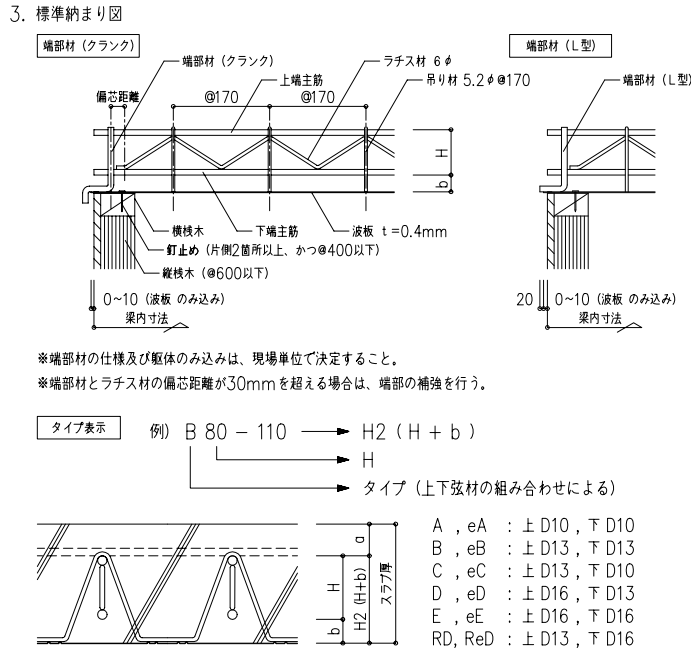 3. 標準納まり図
端部材（クランク）
端部材（L型）
端部材（クランク）
ラチス材 6φ
偏芯距離
上端主筋
吊り材 5.2φ@170
端部材（L型）
@170
@170
H
b
横桟木
下端主筋
波板 t=0.4mm
釘止め（片側2箇所以上、かつ@400以下）
縦桟木（@600以下）
0~10（波板 のみ込み）
20
0~10（波板 のみ込み）
梁内寸法
梁内寸法
※端部材の仕様及び躯体のみ込みは、現場単位で決定すること。
※端部材とラチス材の偏芯距離が30mmを超える場合は、端部の補強を行う。
タイプ表示
例) B 80 - 110
H2 ( H + b )
H
タイプ（上下弦材の組み合わせによる）
a
H
b
H2 (H+b)
スラブ厚
A , eA : 上 D10 , 下 D10
B , eB : 上 D13 , 下 D13
C , eC : 上 D13 , 下 D10
D , eD : 上 D16 , 下 D13
E , eE : 上 D16 , 下 D16
RD, ReD : 上 D13 , 下 D16